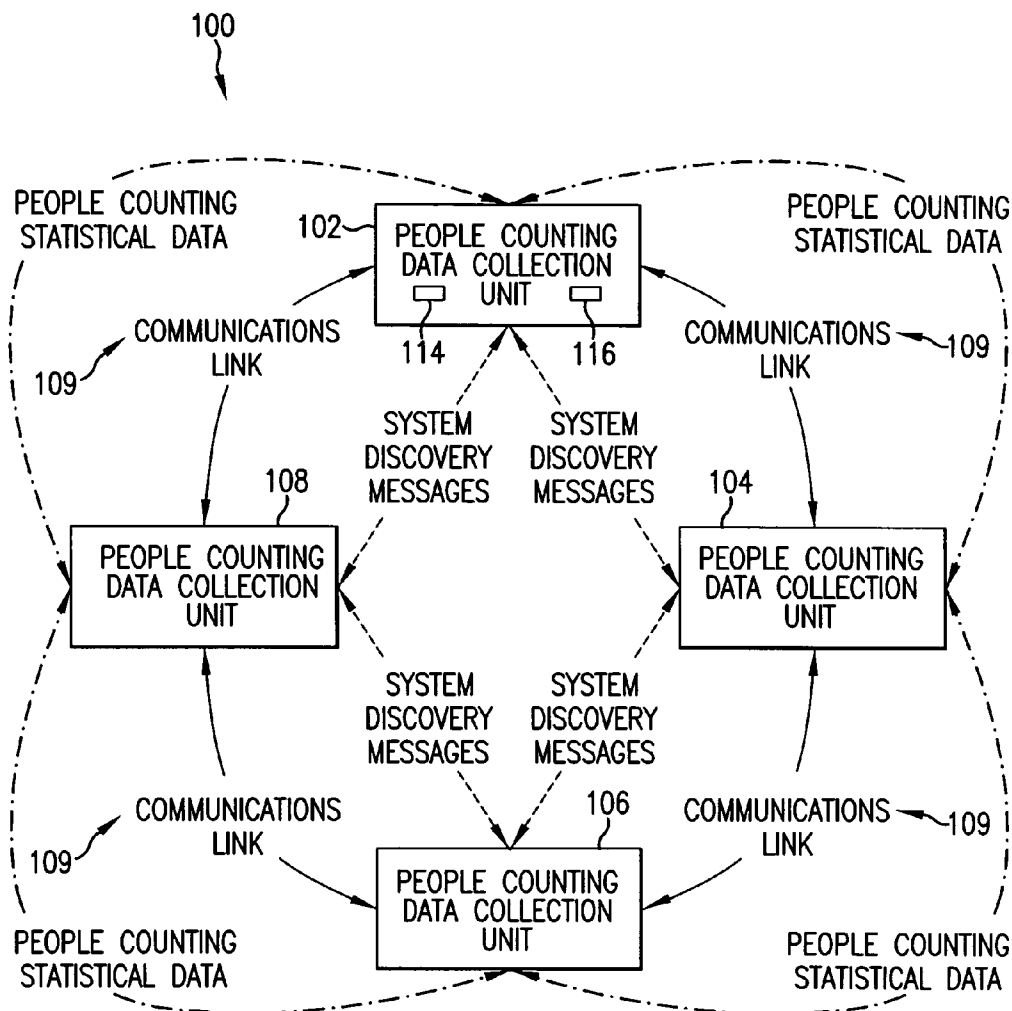 100
PEOPLE COUNTING
STATISTICAL DATA
PEOPLE COUNTING
STATISTICAL DATA
102
PEOPLE COUNTING
DATA COLLECTION
UNIT
114
116
COMMUNICATIONS
LINK
109
COMMUNICATIONS
LINK
109
SYSTEM
DISCOVERY
MESSAGES
SYSTEM
DISCOVERY
MESSAGES
108
PEOPLE COUNTING
DATA COLLECTION
UNIT
104
PEOPLE COUNTING
DATA COLLECTION
UNIT
SYSTEM
DISCOVERY
MESSAGES
SYSTEM
DISCOVERY
MESSAGES
COMMUNICATIONS
LINK
109
COMMUNICATIONS
LINK
109
106
PEOPLE COUNTING
DATA COLLECTION
UNIT
PEOPLE COUNTING
STATISTICAL DATA
PEOPLE COUNTING
STATISTICAL DATA